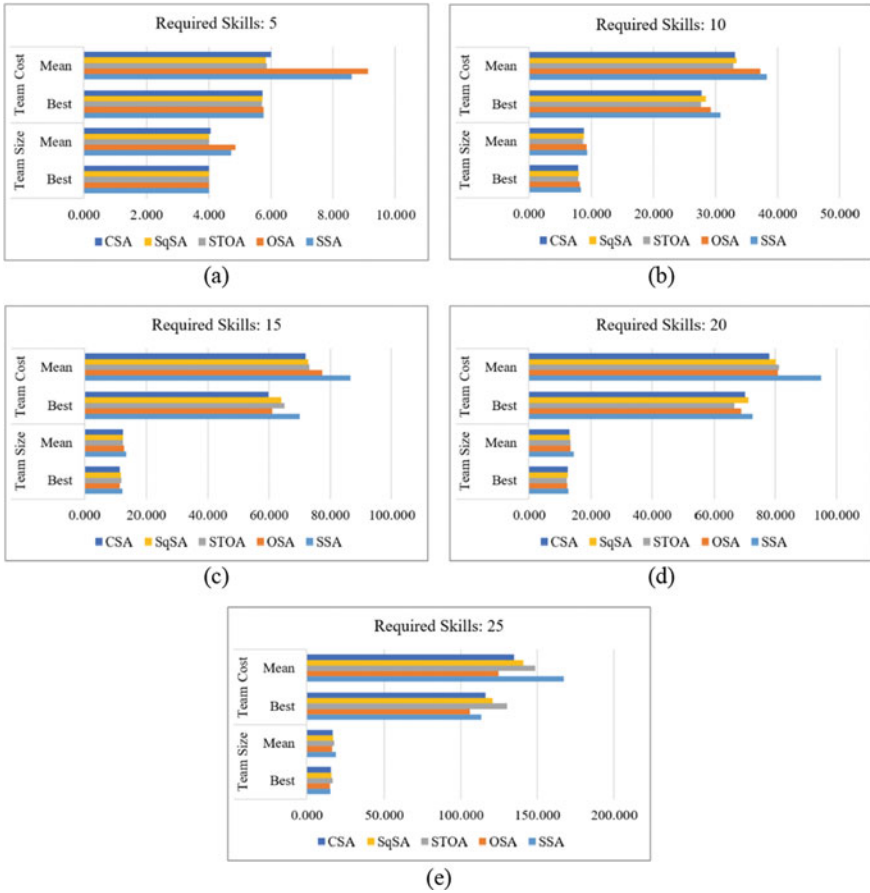 Required Skills: 5
Team Cost
Mean
Best
Team Size
Mean
Best
0.000 2.000 4.000 6.000 8.000 10.000
CSA SqSA STOA OSA SSA
(a)
Required Skills: 10
Team Cost
Mean
Best
Team Size
Mean
Best
0.000 10.000 20.000 30.000 40.000 50.000
CSA SqSA STOA OSA SSA
(b)
Required Skills: 15
Team Cost
Mean
Best
Team Size
Mean
Best
0.000 20.000 40.000 60.000 80.000 100.000
CSA SqSA STOA OSA SSA
(c)
Required Skills: 20
Team Cost
Mean
Best
Team Size
Mean
Best
0.000 20.000 40.000 60.000 80.000 100.000
CSA SqSA STOA OSA SSA
(d)
Required Skills: 25
Team Cost
Mean
Best
Team Size
Mean
Best
0.000 50.000 100.000 150.000 200.000
CSA SqSA STOA OSA SSA
(e)